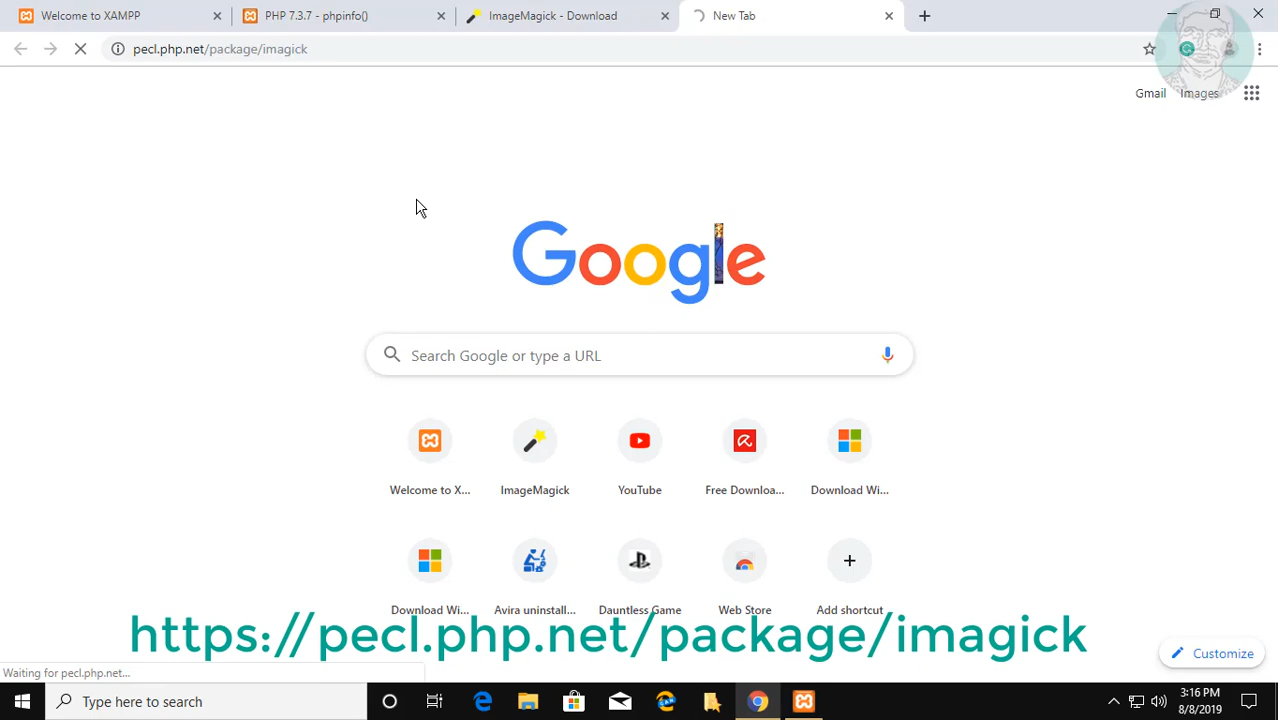 Welcome to XAMPP
PHP 7.3.7 - phpinfo()
ImageMagick - Download
New Tab
pecl.php.net/package/imagick
Gmail
Images
Google
Search Google or type a URL
Welcome to X...
ImageMagick
YouTube
Free Downloa...
Download Wi...
Download Wi...
Avira uninstall...
Dauntless Game
Web Store
Add shortcut
https://pecl.php.net/package/imagick
Customize
Waiting for pecl.php.net...
Type here to search
3:16 PM
8/8/2019